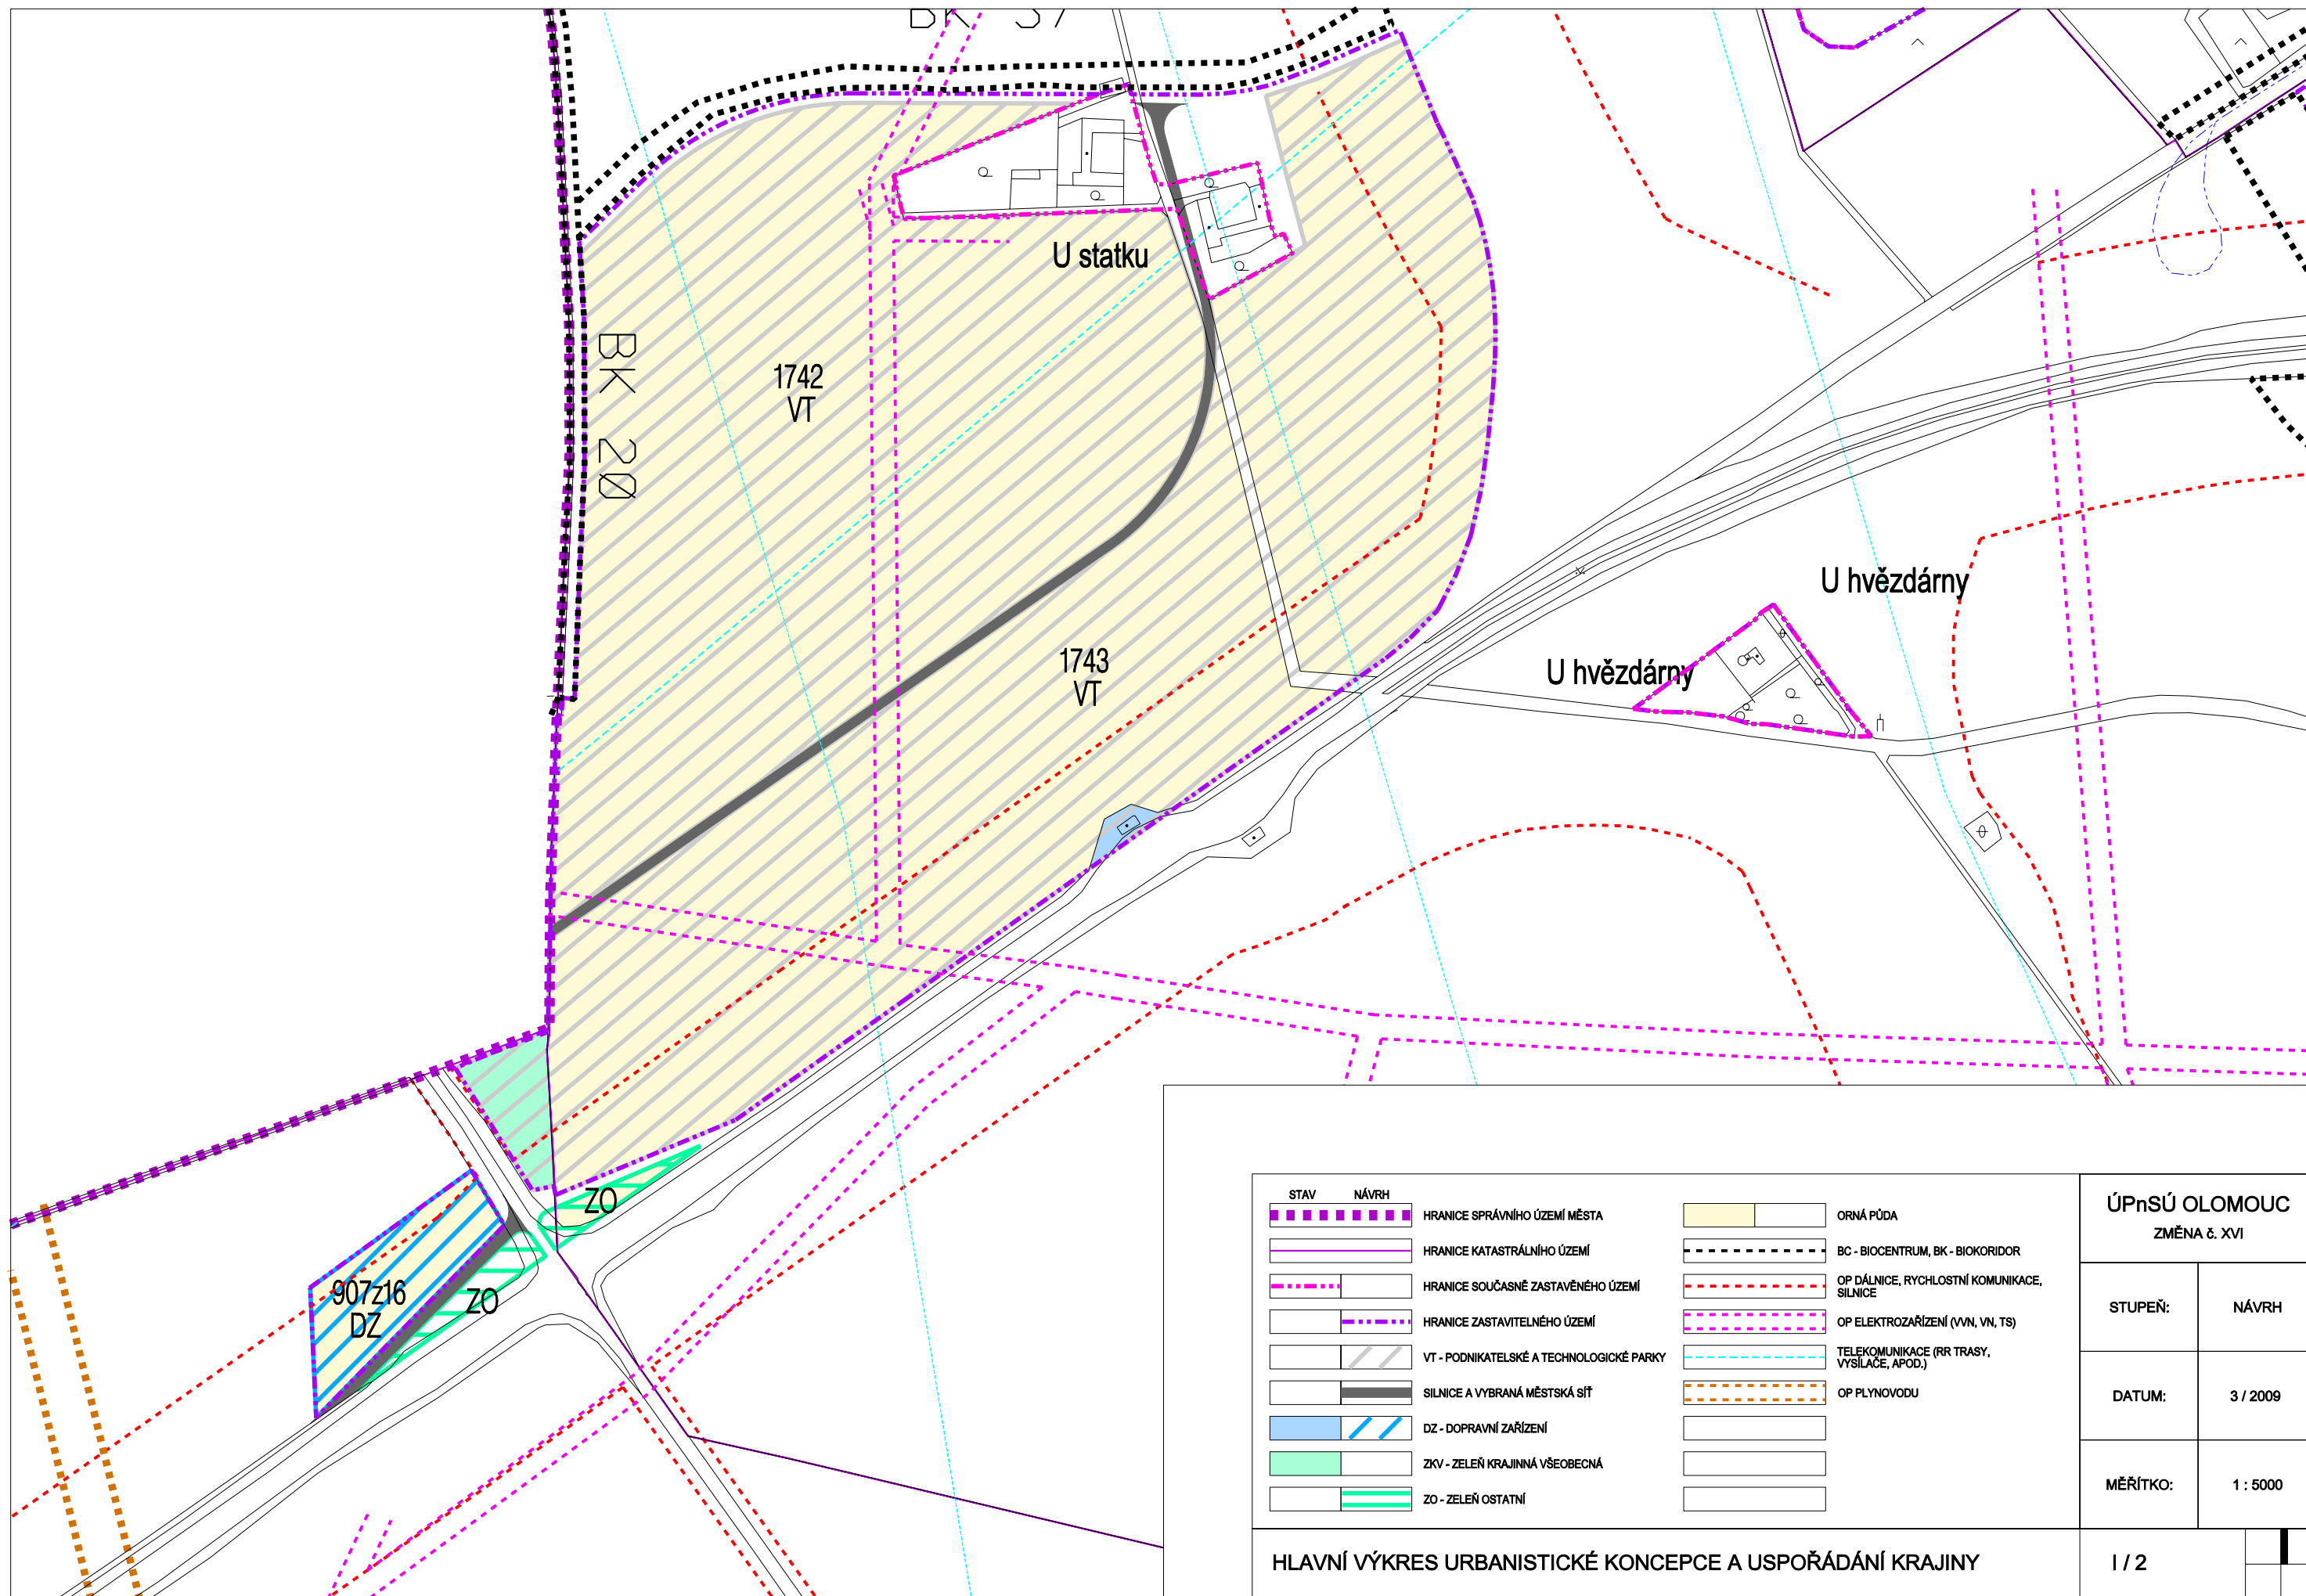 BK 37
U statku
BK 20
1742
VT
1743
VT
U hvězdárny
U hvězdárny
ZO
907z16
DZ
ZO
STAV NÁVRH
HRANICE SPRÁVNÍHO ÚZEMÍ MĚSTA
HRANICE KATASTRÁLNÍHO ÚZEMÍ
HRANICE SOUČASNĚ ZASTAVĚNÉHO ÚZEMÍ
HRANICE ZASTAVITELNÉHO ÚZEMÍ
VT - PODNIKATELSKÉ A TECHNOLOGICKÉ PARKY
SILNICE A VYBRANÁ MĚSTSKÁ SÍŤ
DZ - DOPRAVNÍ ZAŘÍZENÍ
ZKV - ZELEŇ KRAJINNÁ VŠEOBECNÁ
ZO - ZELEŇ OSTATNÍ
ORNÁ PŮDA
BC - BIOCENTRUM, BK - BIOKORIDOR
OP DÁLNICE, RYCHLOSTNÍ KOMUNIKACE,
SILNICE
OP ELEKTROZAŘÍZENÍ (VVN, VN, TS)
TELEKOMUNIKACE (RR TRASY,
VYSÍLAČE, APOD.)
OP PLYNOVODU
ÚPnSÚ OLOMOUC
ZMĚNA č. XVI
STUPEŇ: NÁVRH
DATUM: 3 / 2009
MĚŘÍTKO: 1 : 5000
HLAVNÍ VÝKRES URBANISTICKÉ KONCEPCE A USPOŘÁDÁNÍ KRAJINY
I / 2